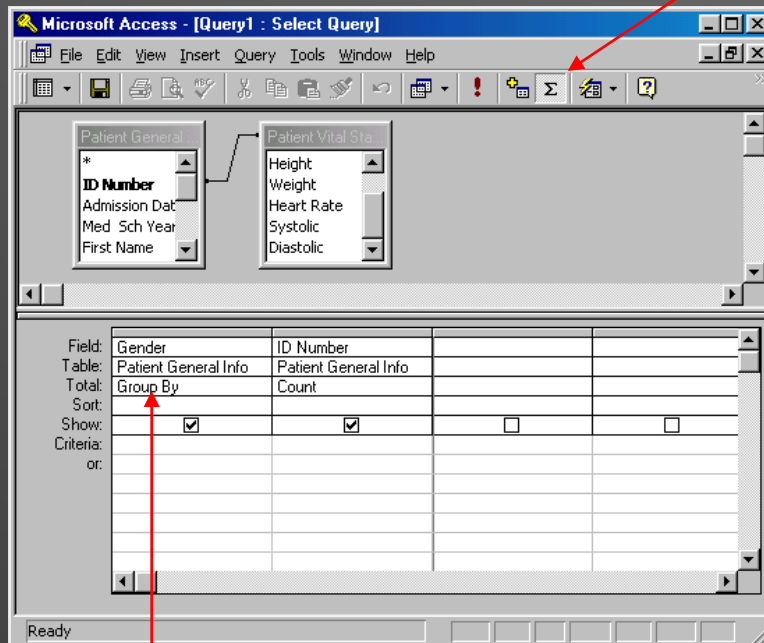 Microsoft Access - [Query1 : Select Query]
File Edit View Insert Query Tools Window Help
ABC
Σ
Patient General
Patient Vital Sta...
*
ID Number
Admission Dat
Med Sch Year
First Name
Height
Weight
Heart Rate
Systolic
Diastolic
Field: Gender ID Number
Table: Patient General Info Patient General Info
Total: Group By Count
Sort:
Show:
Criteria:
or:
Ready